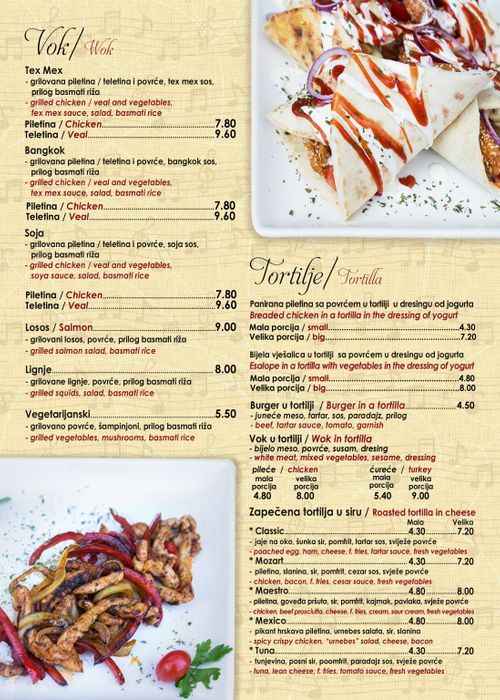 Vok/ Wok
Tex Mex
- grilovana piletina / teletina i povrće, tex mex sos,
prilog basmati riža
- grilled chicken / veal and vegetables,
tex mex sauce, salad, basmati rice
Piletina / Chicken...7.80
Teletina / Veal...9.60
Bangkok
- grilovana piletina / teletina i povrće, bangkok sos,
prilog basmati riža
- grilled chicken / veal and vegetables,
tex mex sauce, salad, basmati rice
Piletina / Chicken...7.80
Teletina / Veal...9.60
Soja
- grilovana piletina / teletina i povrće, soja sos,
prilog basmati riža
- grilled chicken / veal and vegetables,
soya sauce, salad, basmati rice
Piletina / Chicken...7.80
Teletina / Veal...9.60
Losos / Salmon...9.00
- grilovani losos, povrće, prilog basmati riža
- grilled salmon salad, basmati rice
Lignje...8.00
- grilovane lignje, povrće, prilog basmati riža
- grilled squids, salad, basmati rice
Vegetarijanski...5.50
- grilovano povrće, šampinjoni, prilog basmati riža
- grilled vegetables, mushrooms, basmati rice
Tortilje/ Tortilla
Panirana piletina sa povrćem u tortilji u dresingu od jogurta
Breaded chicken in a tortilla in the dressing of yogurt
Mala porcija / small...4.30
Velika porcija / big...7.20
Bijela vješalica u tortilji sa povrćem u dresingu od jogurta
Esalope in a tortilla with vegetables in the dressing of yogurt
Mala porcija / small...4.80
Velika porcija / big...8.00
Burger u tortilji / Burger in a tortilla...4.50
- juneće meso, tartar, sos, paradajz, prilog
- beef, tartar sauce, tomato, garnish
Vok u tortilji / Wok in tortilla
- bijelo meso, povrće, susam, dresing
- white meat, mixed vegetables, sesame, dressing
pileće / chicken ćureće / turkey
mala velika mala velika
porcija porcija porcija porcija
4.80 8.00 5.40 9.00
Zapečena tortilja u siru / Roasted tortilla in cheese
Mala Velika
* Classic...4.30...7.20
- jaje na oko, šunka sir, pomfrit, tartar sos, svježe povrće
- poached egg, ham, cheese, f. fries, tartar sauce, fresh vegetables
* Mozart...4.30...7.20
- piletina, slanina, sir, pomfrit, cezar sos, svježe povrće
- chicken, bacon, f. fries, cesar sauce, fresh vegetables
* Maestro...4.80...8.00
- piletina, goveđa pršuta, sir, pomfrit, kajmak, pavlaka, svježe povrće
- chicken, beef prosciutto, cheese, f. fries, cream, sour cream, fresh vegetables
* Mexico...4.80...8.00
- pikant hrskava piletina, urnebes salata, sir, slanina
- spicy crispy chicken, "urnebes" salad, cheese, bacon
* Tuna...4.30...7.20
- tunjevina, posni sir, pomfrit, paradajz sos, svježe povrće
- tuna, lean cheese, f. fries, tomato sauce, fresh vegetables